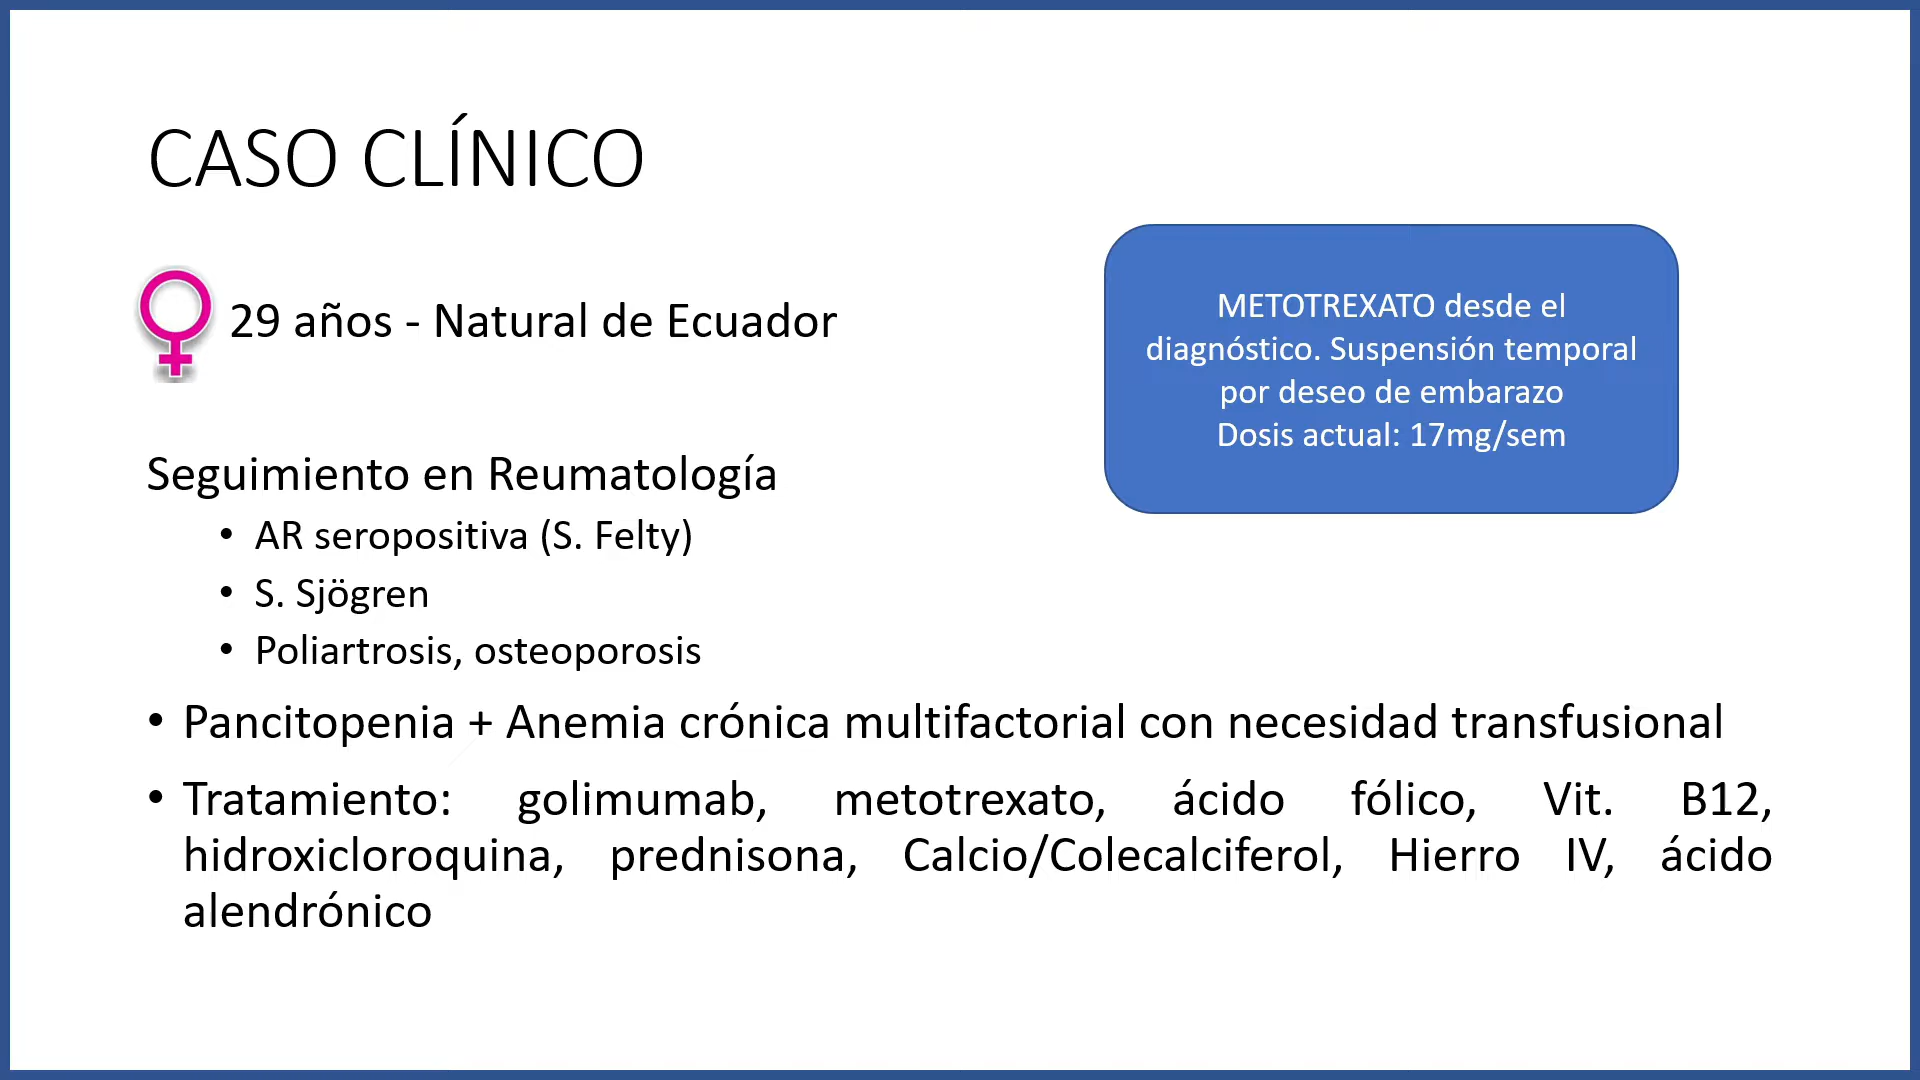 CASO CLÍNICO
29 años - Natural de Ecuador
METOTREXATO desde el
diagnóstico. Suspensión temporal
por deseo de embarazo
Dosis actual: 17mg/sem
Seguimiento en Reumatología
• AR seropositiva (S. Felty)
• S. Sjögren
• Poliartrosis, osteoporosis
• Pancitopenia + Anemia crónica multifactorial con necesidad transfusional
• Tratamiento: golimumab, metotrexato, ácido fólico, Vit. B12,
hidroxicloroquina, prednisona, Calcio/Colecalciferol, Hierro IV, ácido
alendrónico